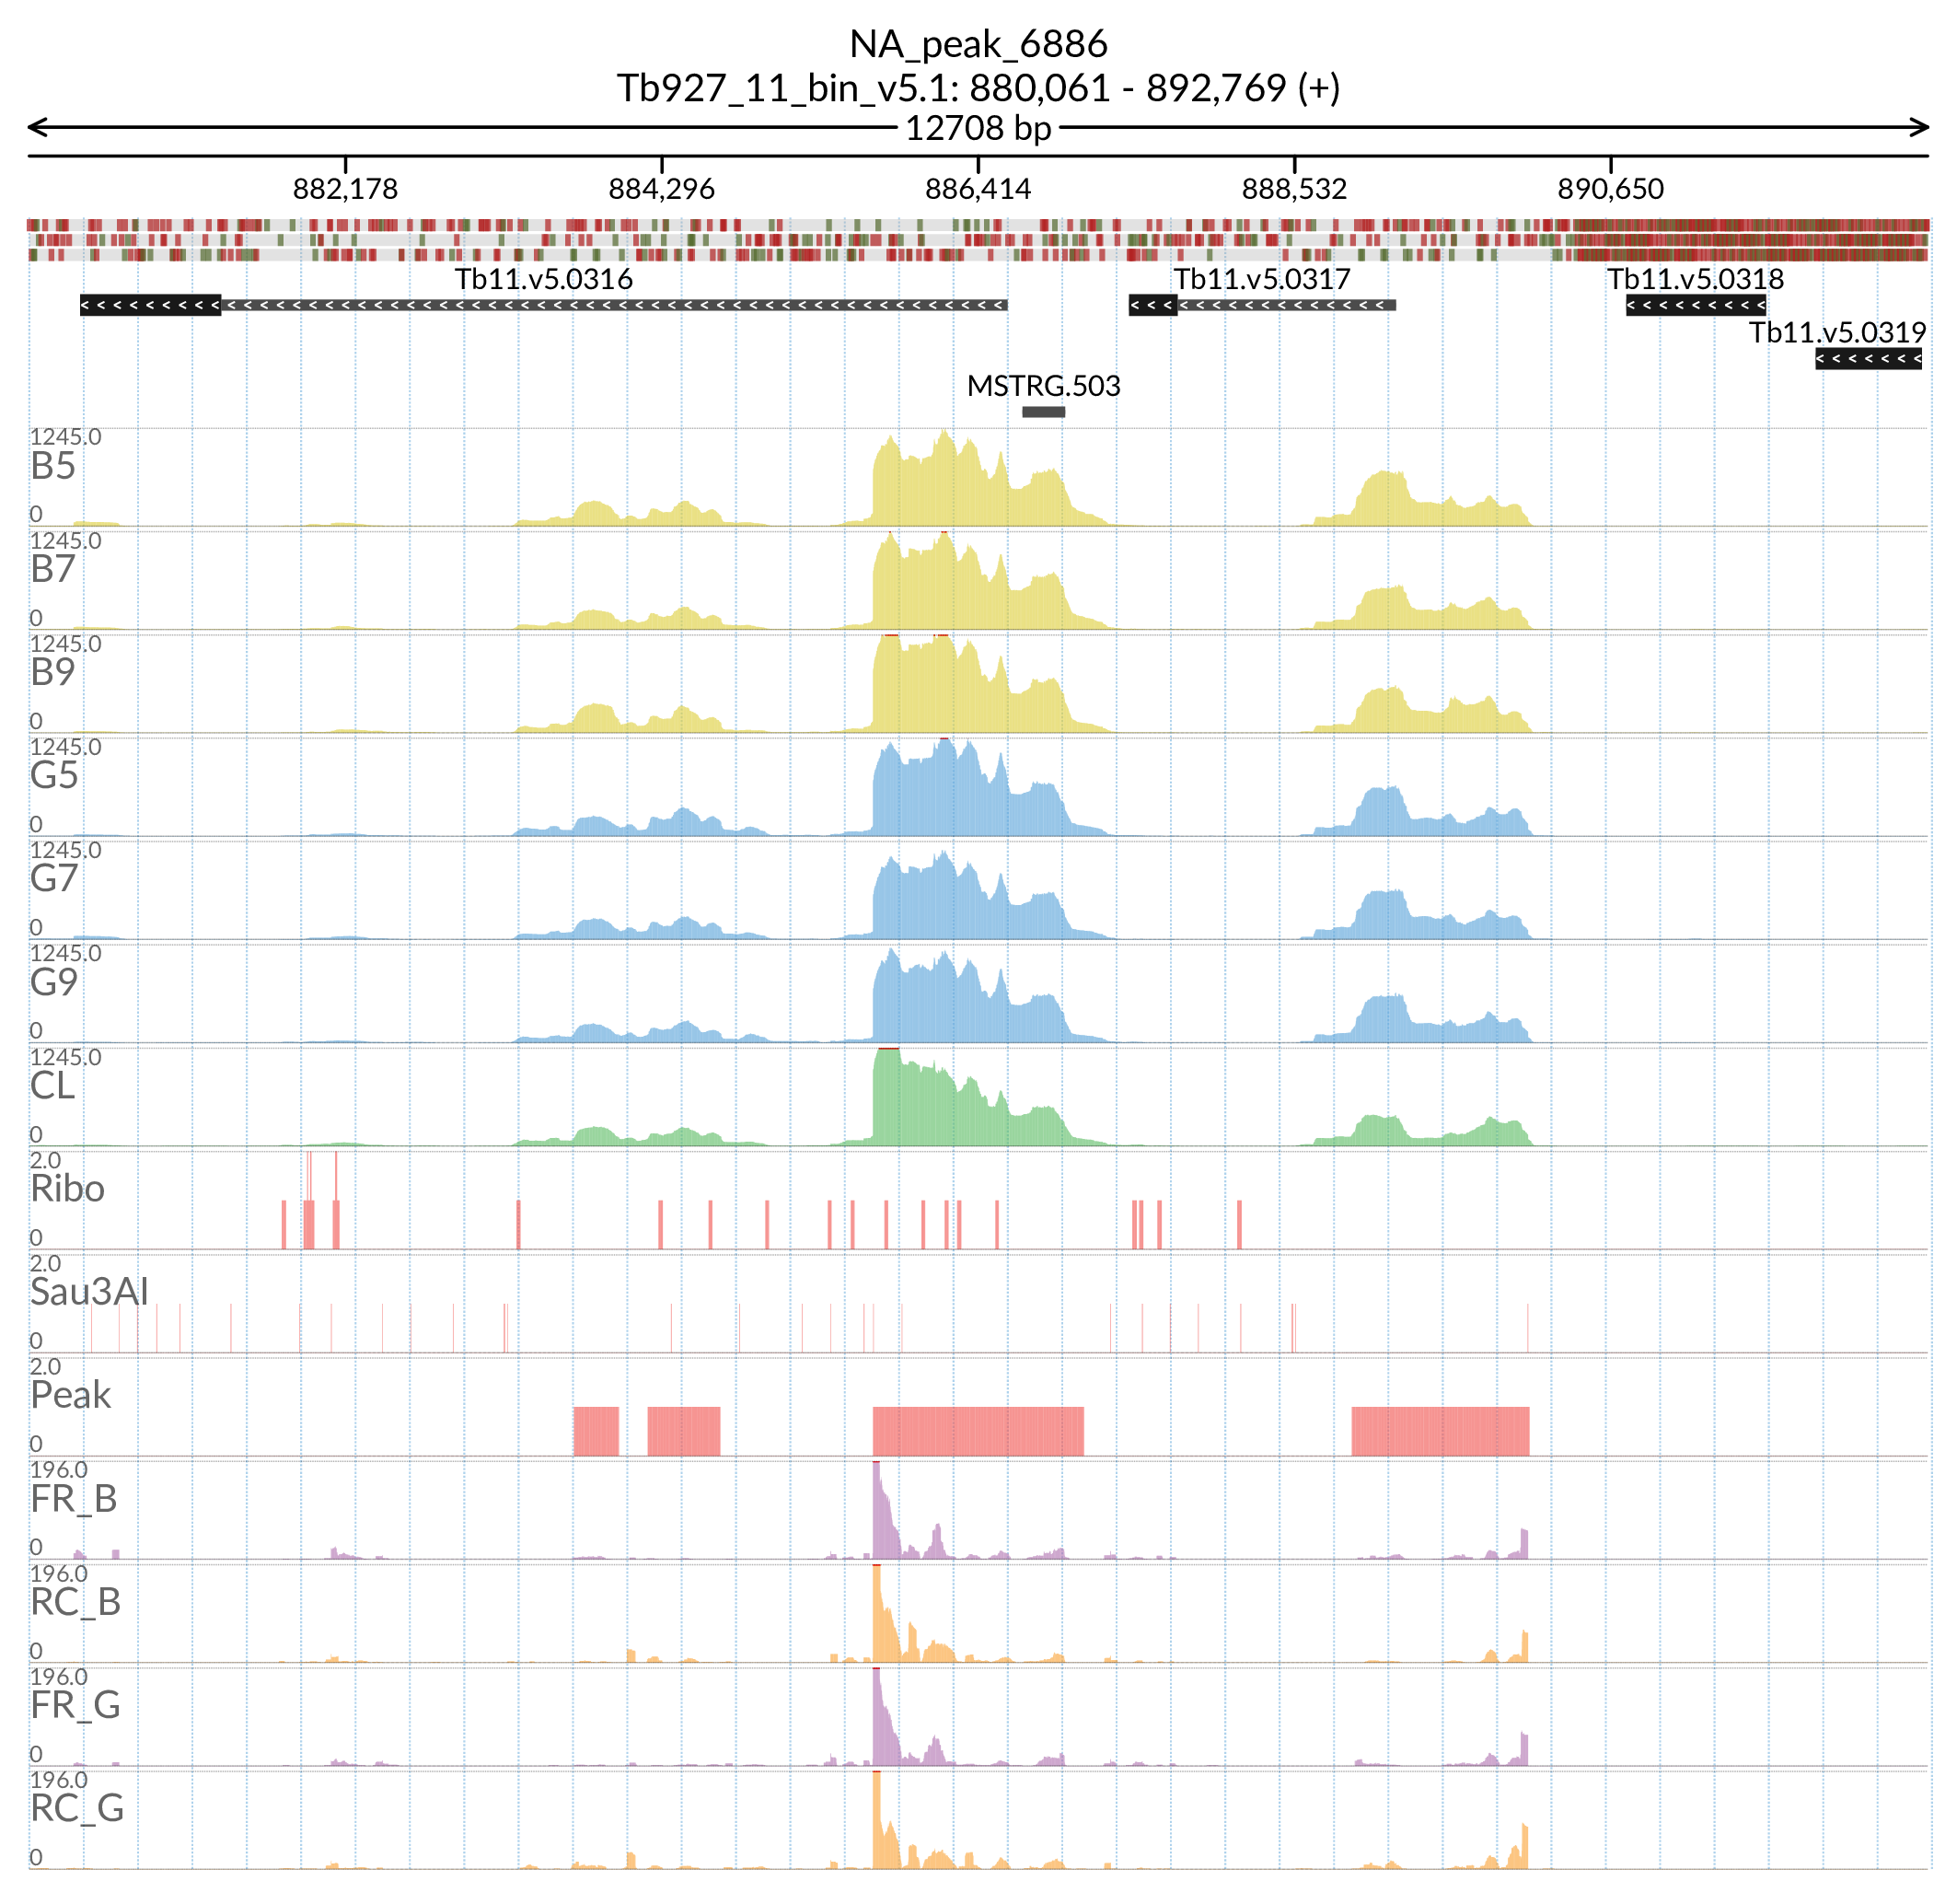 NA_peak_6886
Tb927_11_bin_v5.1: 880,061 - 892,769 (+)
12708 bp
882,178 884,296 886,414 888,532 890,650
Tb11.v5.0316 Tb11.v5.0317 Tb11.v5.0318
Tb11.v5.0319
MSTRG.503
1245.0
B5
0
1245.0
B7
0
1245.0
B9
0
1245.0
G5
0
1245.0
G7
0
1245.0
G9
0
1245.0
CL
0
2.0
Ribo
0
2.0
Sau3AI
0
2.0
Peak
0
196.0
FR_B
0
196.0
RC_B
0
196.0
FR_G
0
196.0
RC_G
0